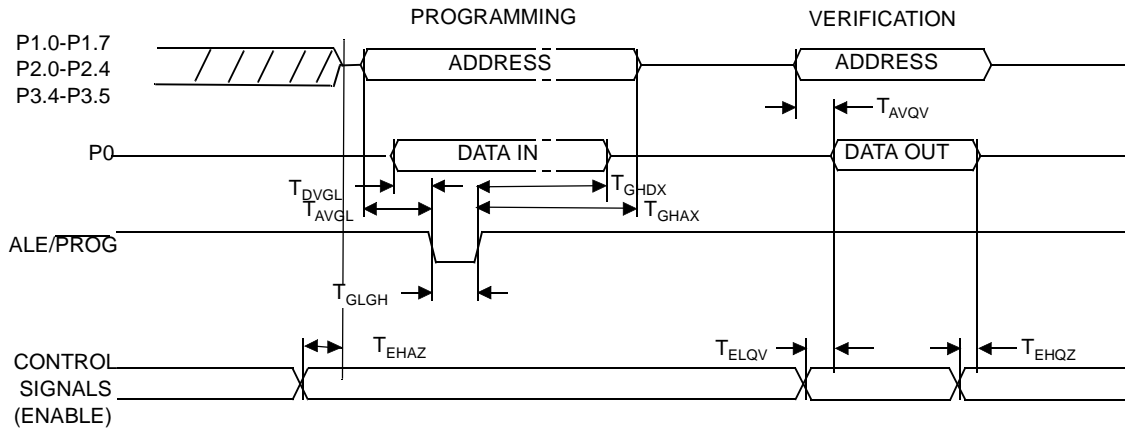 PROGRAMMING
VERIFICATION
P1.0-P1.7
P2.0-P2.4
P3.4-P3.5
ADDRESS
ADDRESS
TAVQV
P0
DATA IN
DATA OUT
TDVGL
TGHDX
TAVGL
TGHAX
ALE/PROG
TGLGH
TEHAZ
TELQV
TEHQZ
CONTROL
SIGNALS
(ENABLE)